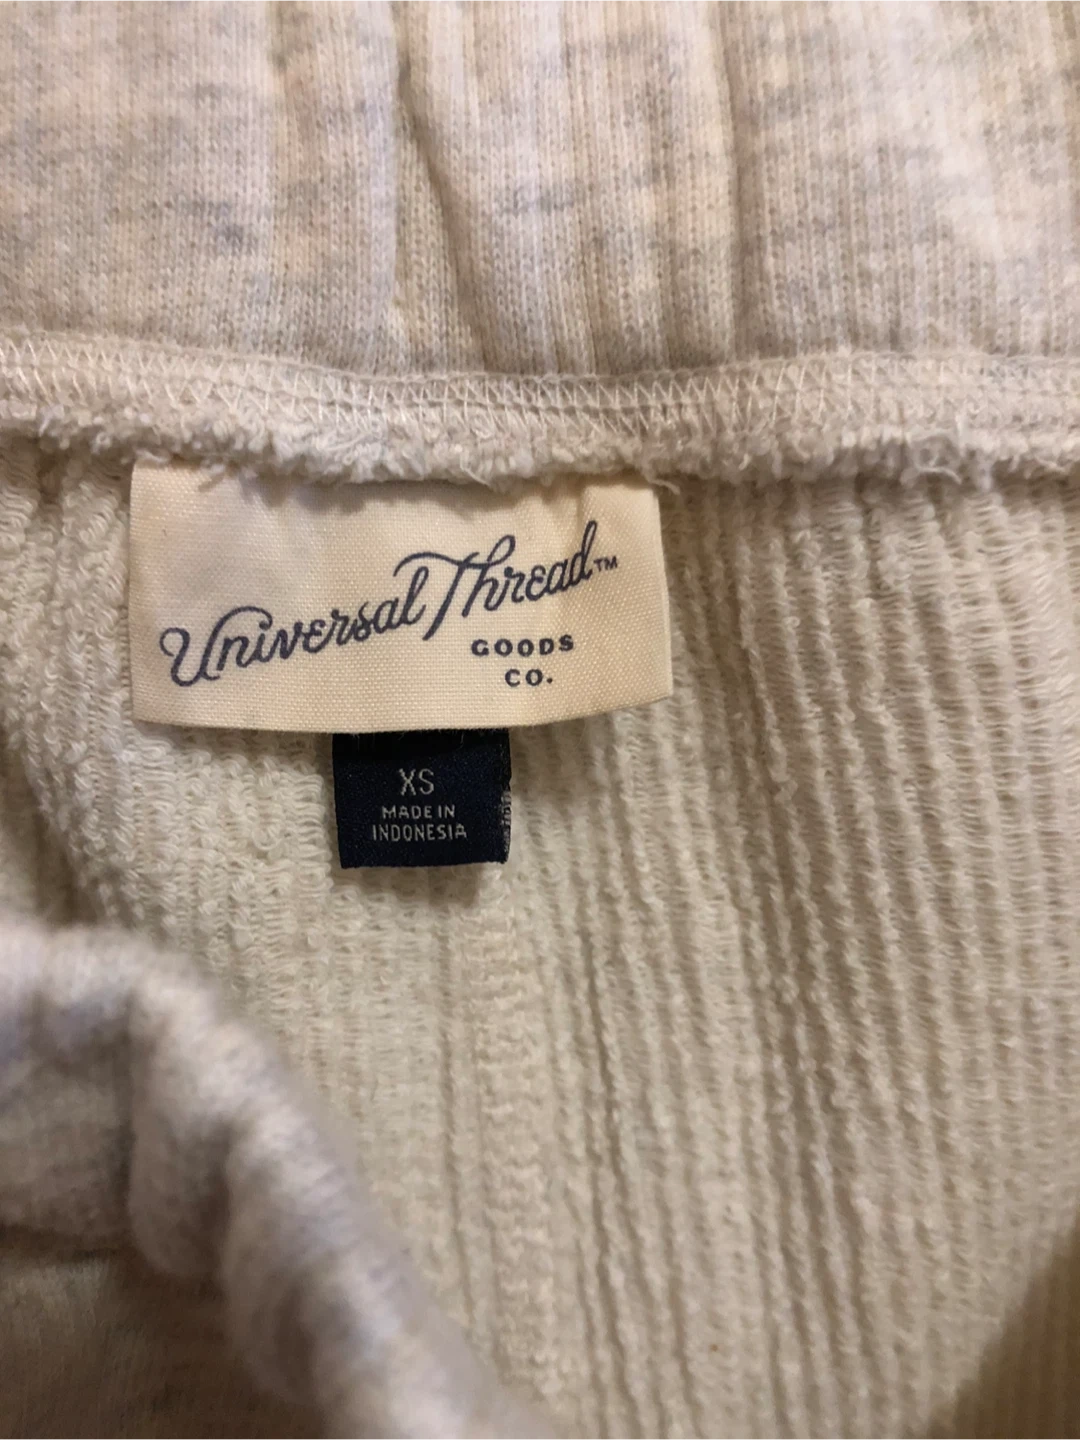 Universal Thread™
GOODS
CO.
XS
MADE IN
INDONESIA